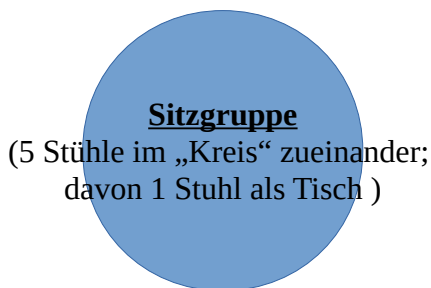 Sitzgruppe
(5 Stühle im „Kreis“ zueinander;
davon 1 Stuhl als Tisch )